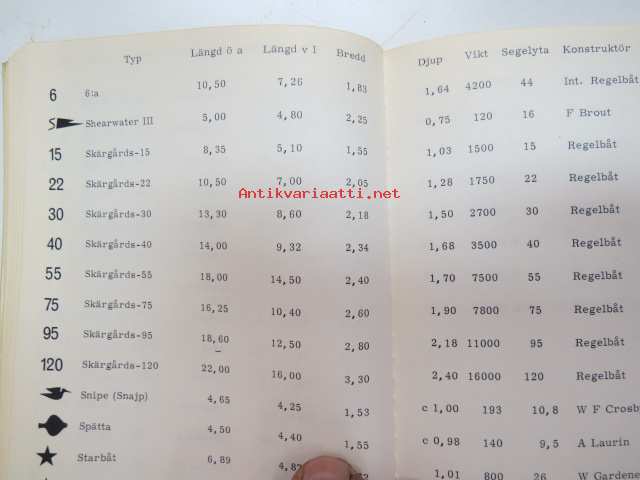 Typ Längd ö a Längd v l Bredd Djup Vikt Segelyta Konstruktör
6 6:a 10,50 7,26 1,83 1,64 4200 44 Int. Regelbåt
S Shearwater III 5,00 4,80 2,25 0,75 120 16 F Brout
15 Skärgårds-15 8,35 5,10 1,55 1,03 1500 15 Regelbåt
22 Skärgårds-22 10,50 7,00 2,05 1,28 1750 22 Regelbåt
Antikvariaatti.net
30 Skärgårds-30 13,30 8,60 2,18 1,50 2700 30 Regelbåt
40 Skärgårds-40 14,00 9,32 2,34 1,68 3500 40 Regelbåt
55 Skärgårds-55 18,00 14,50 2,40 1,70 7500 55 Regelbåt
75 Skärgårds-75 16,25 10,40 2,60 1,90 7800 75 Regelbåt
95 Skärgårds-95 18,60 12,50 2,80 2,18 11000 95 Regelbåt
120 Skärgårds-120 22,00 16,00 3,30 2,40 16000 120 Regelbåt
Snipe (Snajp) 4,65 4,25 1,53 c 1,00 193 10,8 W F Crosby
Spätta 4,50 4,40 1,55 c 0,98 140 9,5 A Laurin
Starbåt 6,89 1,01 800 26 W Gardene